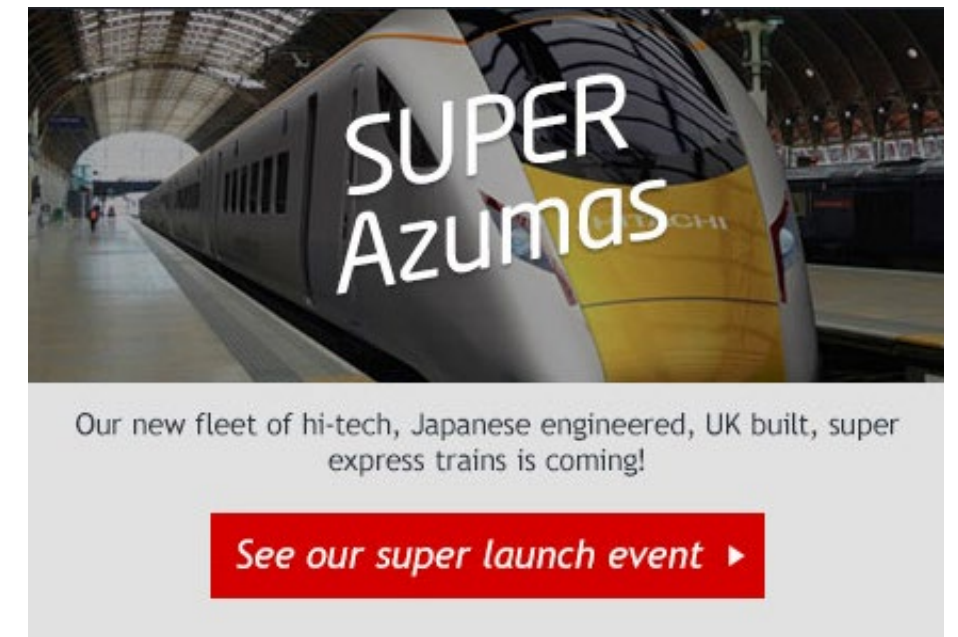 SUPER
Azumas
HITACHI
Our new fleet of hi-tech, Japanese engineered, UK built, super
express trains is coming!
See our super launch event